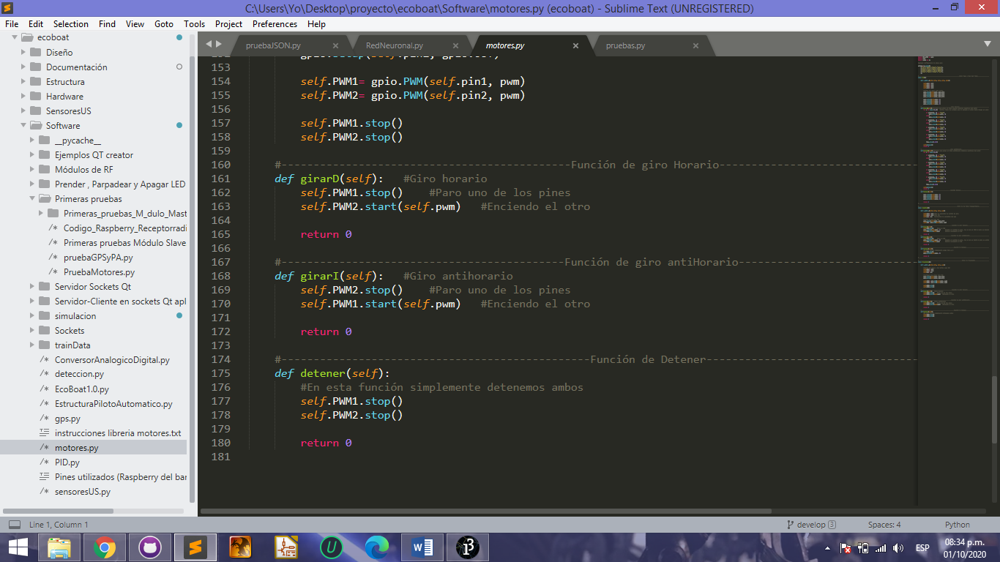 C:\Users\Yo\Desktop\proyecto\ecoboat\Software\motores.py (ecoboat) - Sublime Text (UNREGISTERED)
File Edit Selection Find View Goto Tools Project Preferences Help
ecoboat
Diseño
Documentación
Estructura
Hardware
SensoresUS
Software
__pycache__
Ejemplos QT creator
Módulos de RF
Prender , Parpadear y Apagar LED
Primeras pruebas
Primeras_pruebas_M_dulo_Mast
Codigo_Raspberry_Receptorradi
Primeras pruebas Módulo Slave
pruebaGPSyPA.py
PruebaMotores.py
Servidor Sockets Qt
Servidor-Cliente en sockets Qt apl
simulacion
Sockets
trainData
ConversorAnalogicoDigital.py
deteccion.py
EcoBoat1.0.py
EstructuraPilotoAutomatico.py
gps.py
instrucciones libreria motores.txt
motores.py
PID.py
Pines utilizados (Raspberry del bar
sensoresUS.py
pruebaJSON.py RedNeuronal.py motores.py pruebas.py
153
154 self.PWM1= gpio.PWM(self.pin1, pwm)
155 self.PWM2= gpio.PWM(self.pin2, pwm)
156
157 self.PWM1.stop()
158 self.PWM2.stop()
159
160 #---------------------------------------------Función de giro Horario-------------------------------
161 def girarD(self): #Giro horario
162 self.PWM1.stop() #Paro uno de los pines
163 self.PWM2.start(self.pwm) #Enciendo el otro
164
165 return 0
166
167 #--------------------------------------------Función de giro antiHorario----------------------------
168 def girarI(self): #Giro antihorario
169 self.PWM2.stop() #Paro uno de los pines
170 self.PWM1.start(self.pwm) #Enciendo el otro
171
172 return 0
173
174 #------------------------------------------------Función de Detener---------------------------------
175 def detener(self):
176 #En esta función simplemente detenemos ambos
177 self.PWM1.stop()
178 self.PWM2.stop()
179
180 return 0
181
Line 1, Column 1 develop 3 Spaces: 4 Python
ESP
08:34 p.m.
01/10/2020